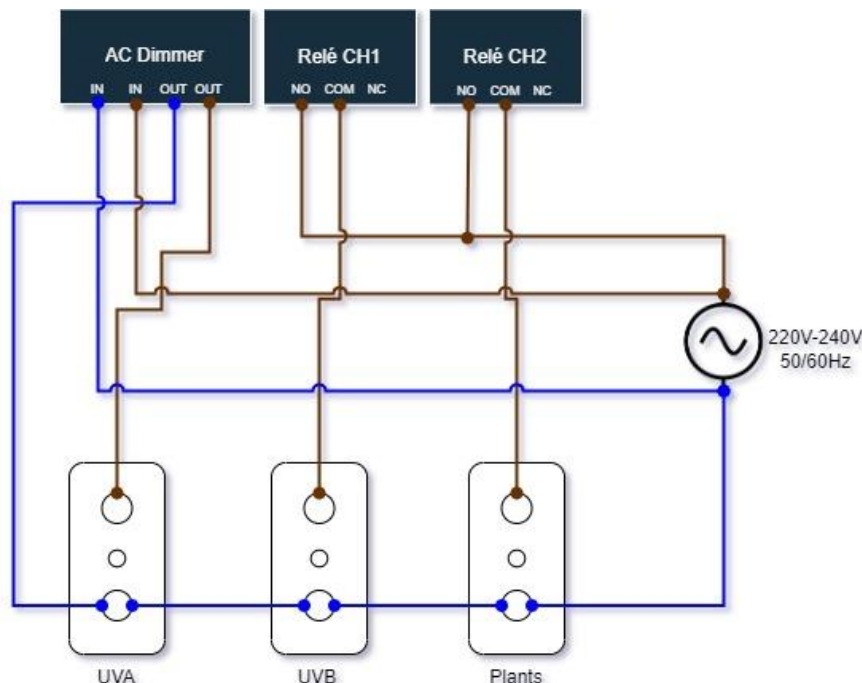 AC Dimmer
IN IN OUT OUT
Relé CH1
NO COM NC
Relé CH2
NO COM NC
220V-240V
50/60Hz
UVA
UVB
Plants